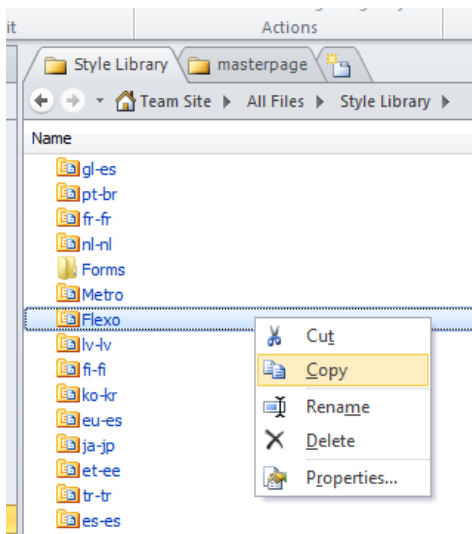 it
Actions
Style Library
masterpage
Team Site
All Files
Style Library
Name
gl-es
pt-br
fr-fr
nl-nl
Forms
Metro
Flexo
lv-lv
fi-fi
ko-kr
eu-es
ja-jp
et-ee
tr-tr
es-es
Cut
Copy
Rename
Delete
Properties...